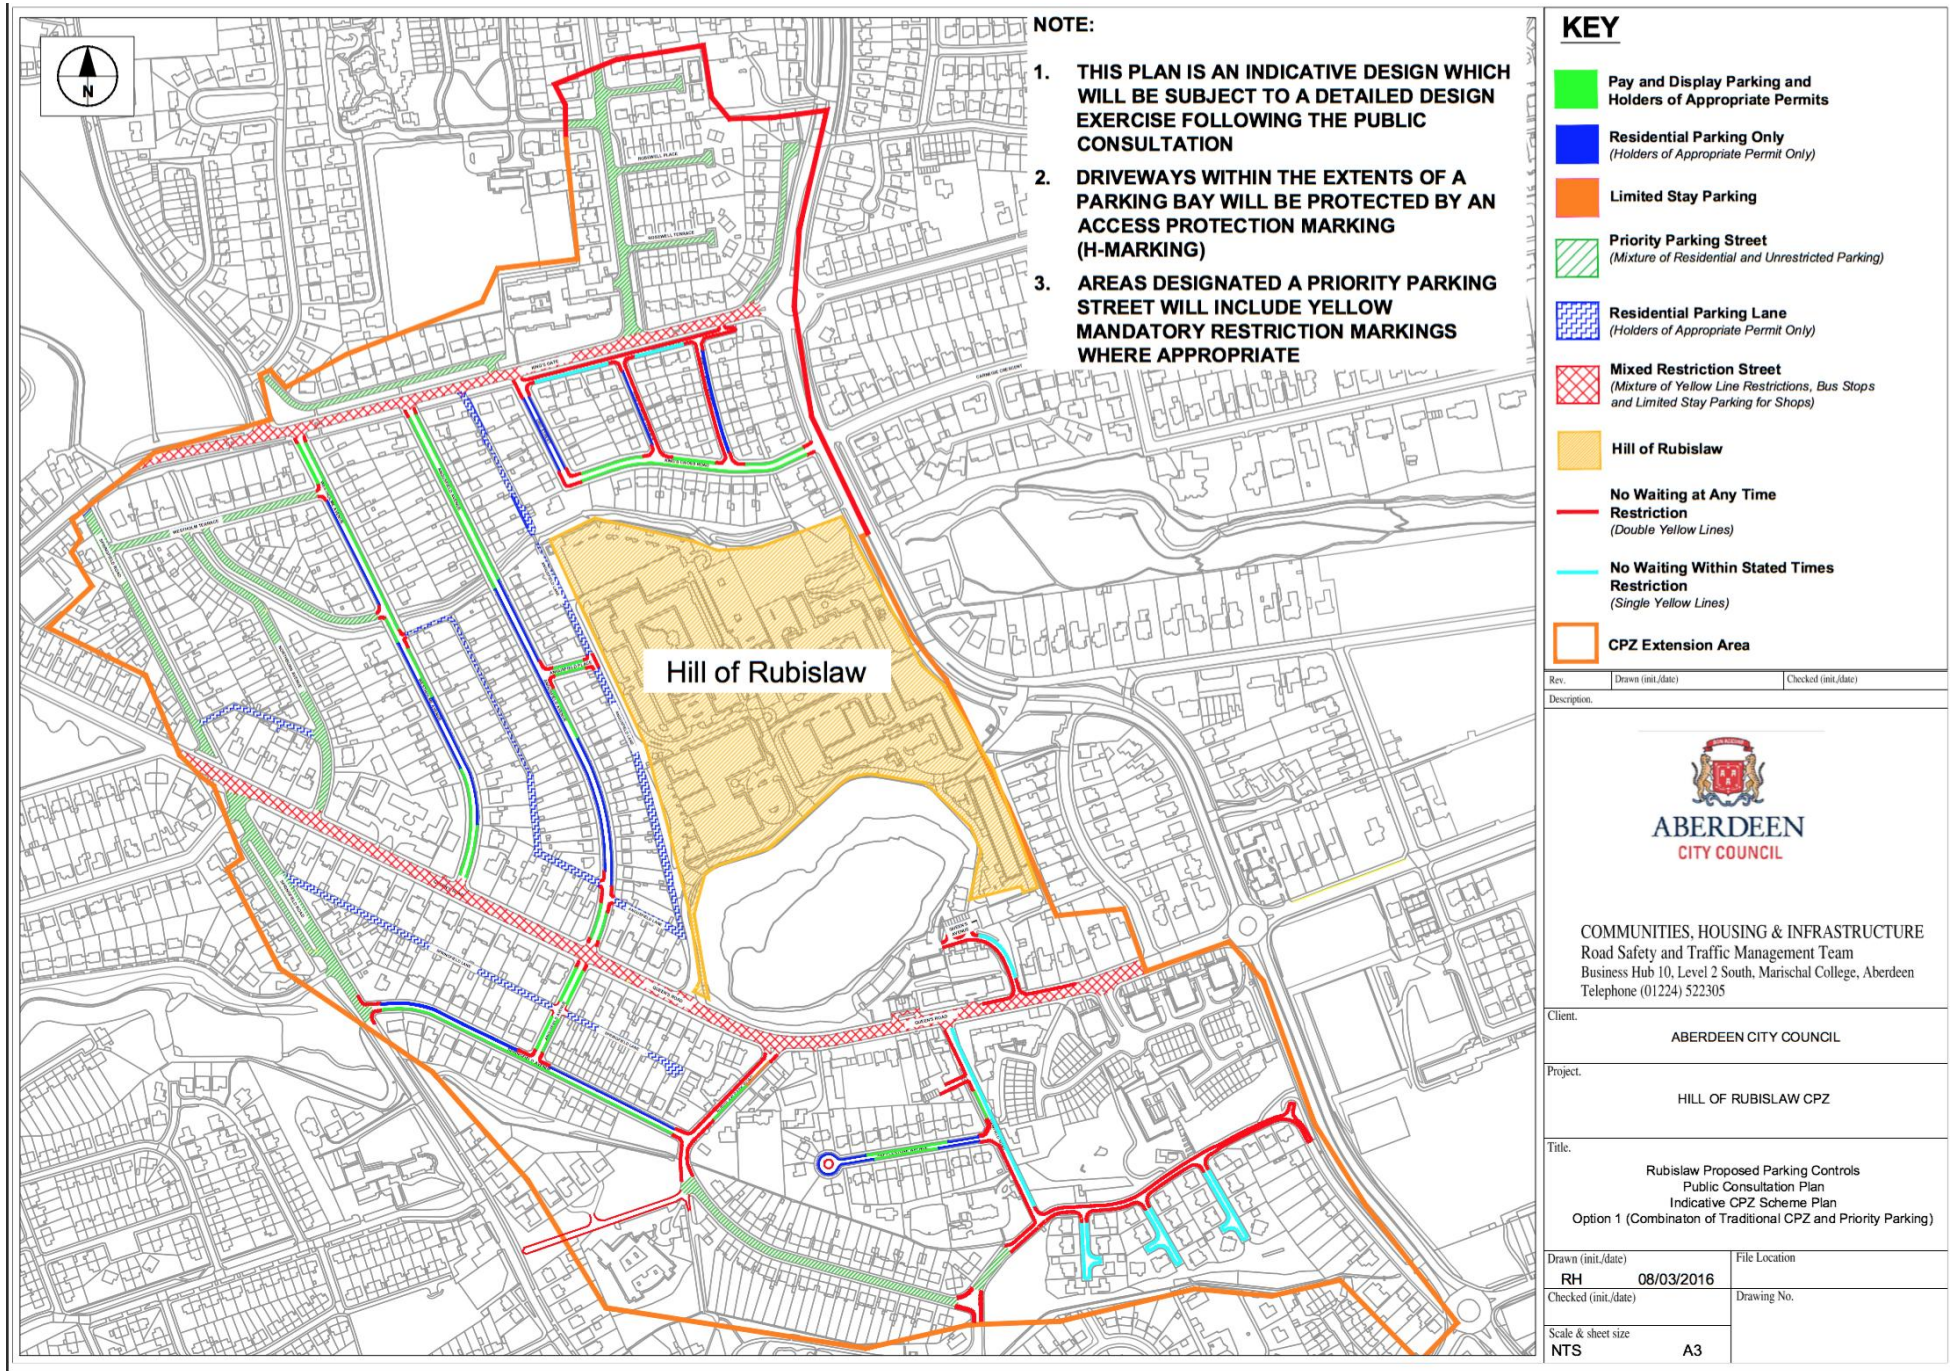 N
NOTE:
1. THIS PLAN IS AN INDICATIVE DESIGN WHICH
WILL BE SUBJECT TO A DETAILED DESIGN
EXERCISE FOLLOWING THE PUBLIC
CONSULTATION
2. DRIVEWAYS WITHIN THE EXTENTS OF A
PARKING BAY WILL BE PROTECTED BY AN
ACCESS PROTECTION MARKING
(H-MARKING)
3. AREAS DESIGNATED A PRIORITY PARKING
STREET WILL INCLUDE YELLOW
MANDATORY RESTRICTION MARKINGS
WHERE APPROPRIATE
KING'S GATE
CARNEGIE CRESCENT
WESTHOLM TERRACE
Hill of Rubislaw
QUEEN'S ROAD
QUEEN'S ROAD
KEY
Pay and Display Parking and
Holders of Appropriate Permits
Residential Parking Only
(Holders of Appropriate Permit Only)
Limited Stay Parking
Priority Parking Street
(Mixture of Residential and Unrestricted Parking)
Residential Parking Lane
(Holders of Appropriate Permit Only)
Mixed Restriction Street
(Mixture of Yellow Line Restrictions, Bus Stops
and Limited Stay Parking for Shops)
Hill of Rubislaw
No Waiting at Any Time
Restriction
(Double Yellow Lines)
No Waiting Within Stated Times
Restriction
(Single Yellow Lines)
CPZ Extension Area
Rev. Drawn (init./date) Checked (init./date)
Description.
ABERDEEN
CITY COUNCIL
COMMUNITIES, HOUSING & INFRASTRUCTURE
Road Safety and Traffic Management Team
Business Hub 10, Level 2 South, Marischal College, Aberdeen
Telephone (01224) 522305
Client.
ABERDEEN CITY COUNCIL
Project.
HILL OF RUBISLAW CPZ
Title.
Rubislaw Proposed Parking Controls
Public Consultation Plan
Indicative CPZ Scheme Plan
Option 1 (Combinaton of Traditional CPZ and Priority Parking)
Drawn (init./date) File Location
RH 08/03/2016
Checked (init./date) Drawing No.
Scale & sheet size
NTS A3